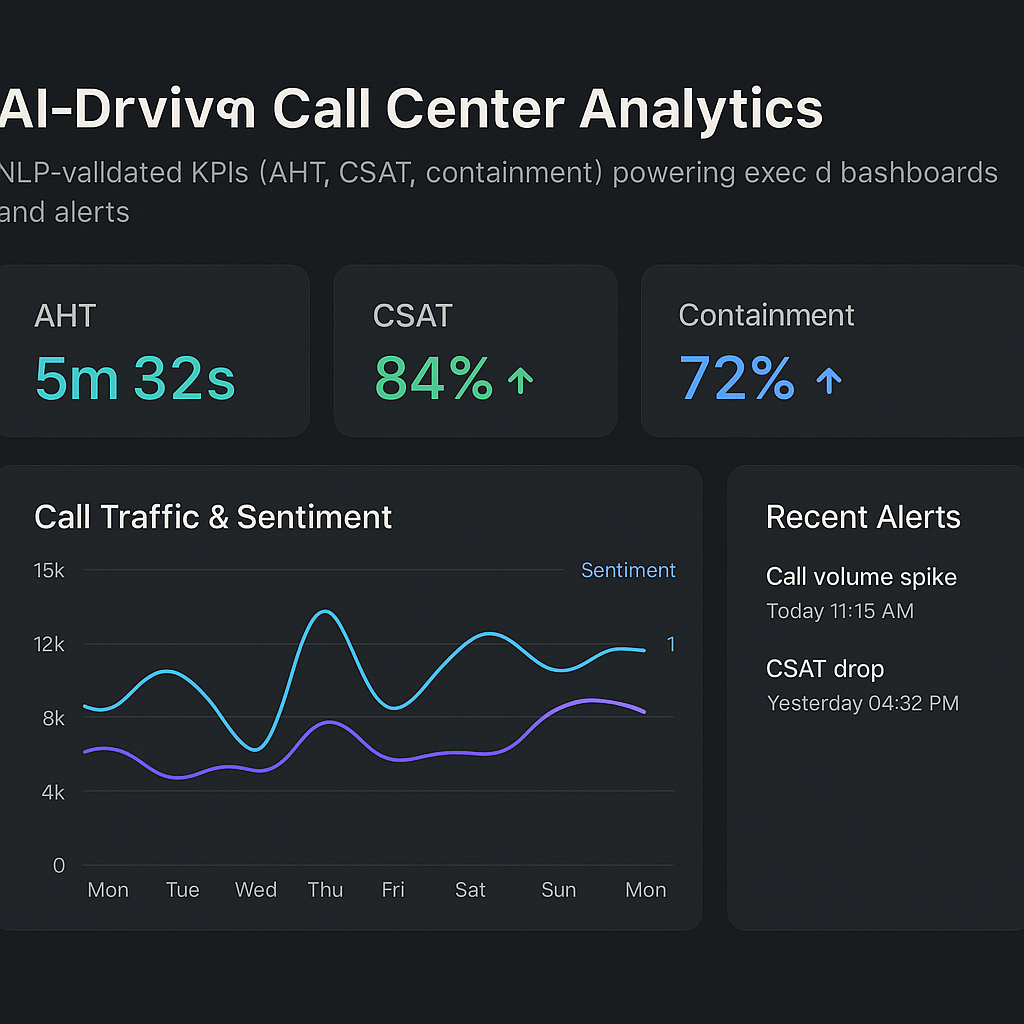 AI-Drviven Call Center Analytics
NLP-valldated KPIs (AHT, CSAT, containment) powering exec d bashboards
and alerts
AHT
5m 32s
CSAT
84% ↑
Containment
72% ↑
Call Traffic & Sentiment
15k
Sentiment
12k
1
8k
4k
0
Mon Tue Wed Thu Fri Sat Sun Mon
Recent Alerts
Call volume spike
Today 11:15 AM
CSAT drop
Yesterday 04:32 PM